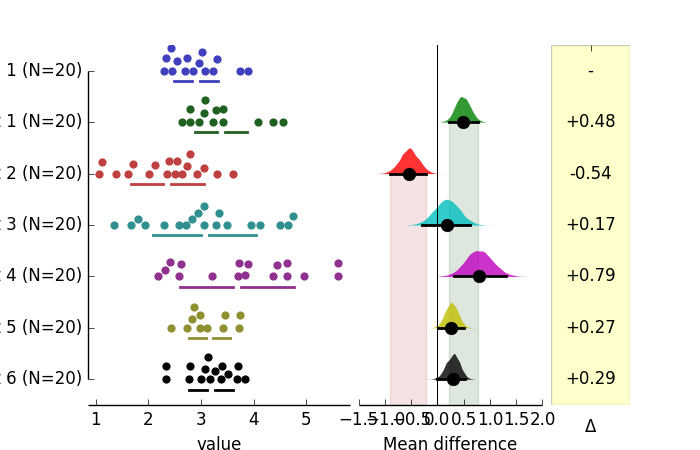 1 (N=20) -
1 (N=20) +0.48
2 (N=20) -0.54
3 (N=20) +0.17
4 (N=20) +0.79
5 (N=20) +0.27
6 (N=20) +0.29
1 2 3 4 5 −1.5 −1.0 −0.5 0.0 0.5 1.0 1.5 2.0
value Mean difference Δ